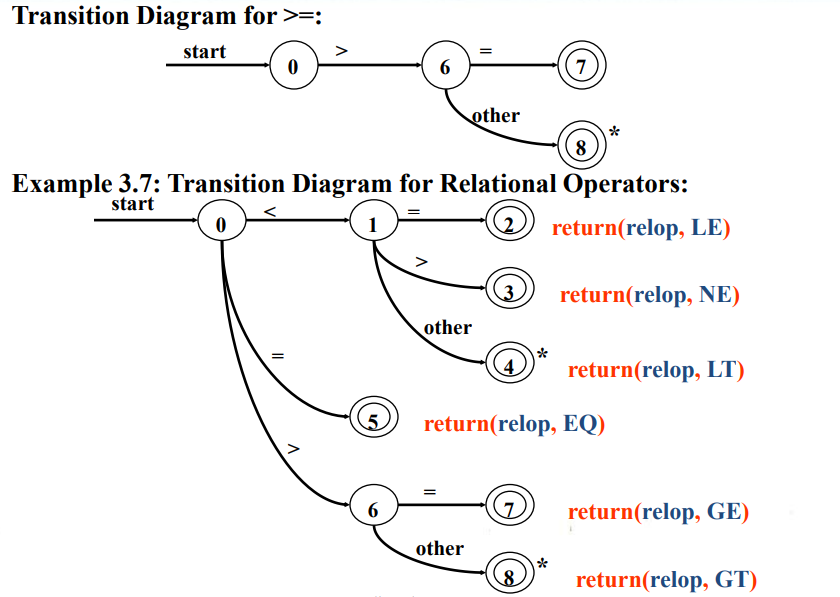 Transition Diagram for >=:
start
0
>
6
=
7
other
8
*
Example 3.7: Transition Diagram for Relational Operators:
start
0
<
1
=
2
return(relop, LE)
>
3
return(relop, NE)
other
4
*
return(relop, LT)
=
5
return(relop, EQ)
>
6
=
7
return(relop, GE)
other
8
*
return(relop, GT)